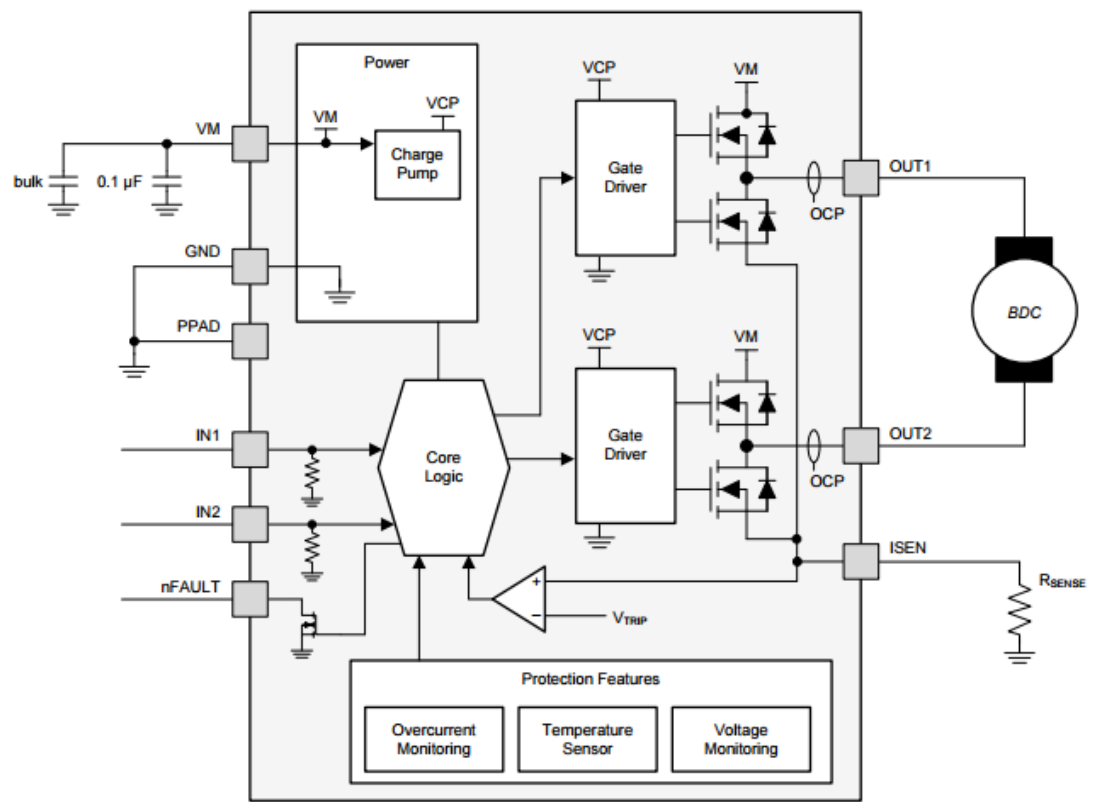 Power
VM
VCP
VM
Charge
Pump
bulk
0.1 µF
GND
PPAD
VCP
VM
Gate
Driver
OCP
OUT1
BDC
VCP
VM
Gate
Driver
OCP
OUT2
IN1
IN2
nFAULT
Core
Logic
+
−
VTRIP
ISEN
RSENSE
Protection Features
Overcurrent
Monitoring
Temperature
Sensor
Voltage
Monitoring